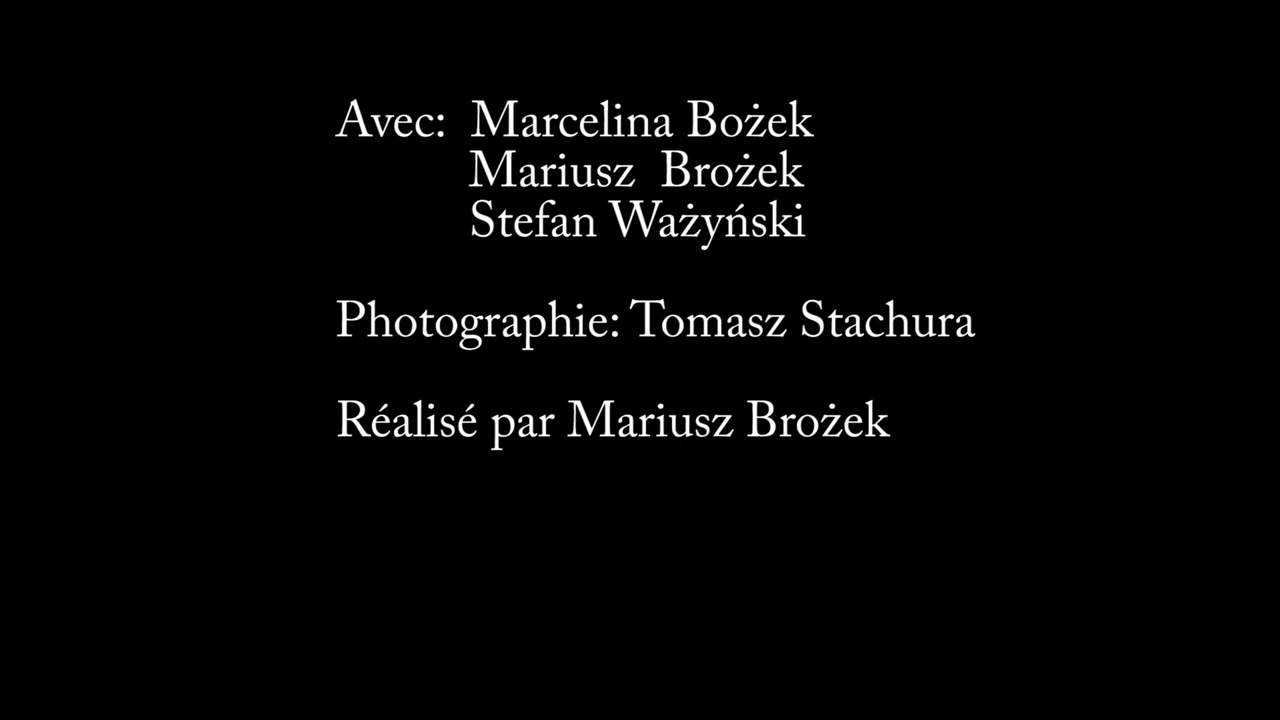 Avec: Marcelina Bożek
Mariusz Brożek
Stefan Ważyński
Photographie: Tomasz Stachura
Réalisé par Mariusz Brożek